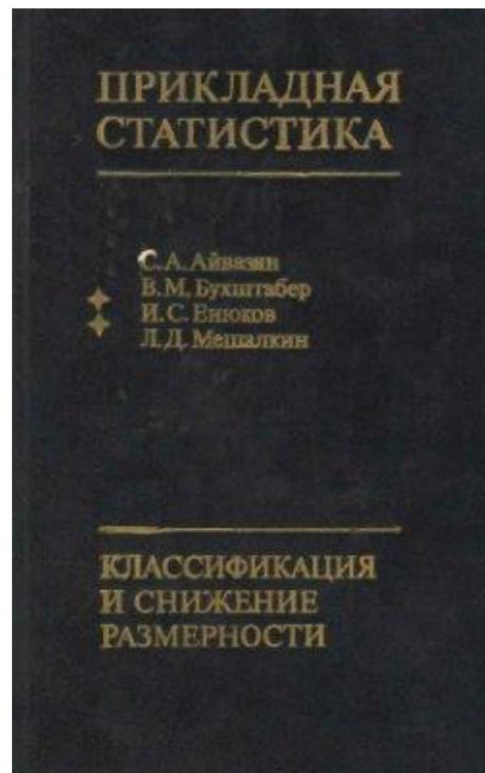 ПРИКЛАДНАЯ
СТАТИСТИКА
С. А. Айвазян
В. М. Бухштабер
И. С. Енюков
Л. Д. Мешалкин
КЛАССИФИКАЦИЯ
И СНИЖЕНИЕ
РАЗМЕРНОСТИ